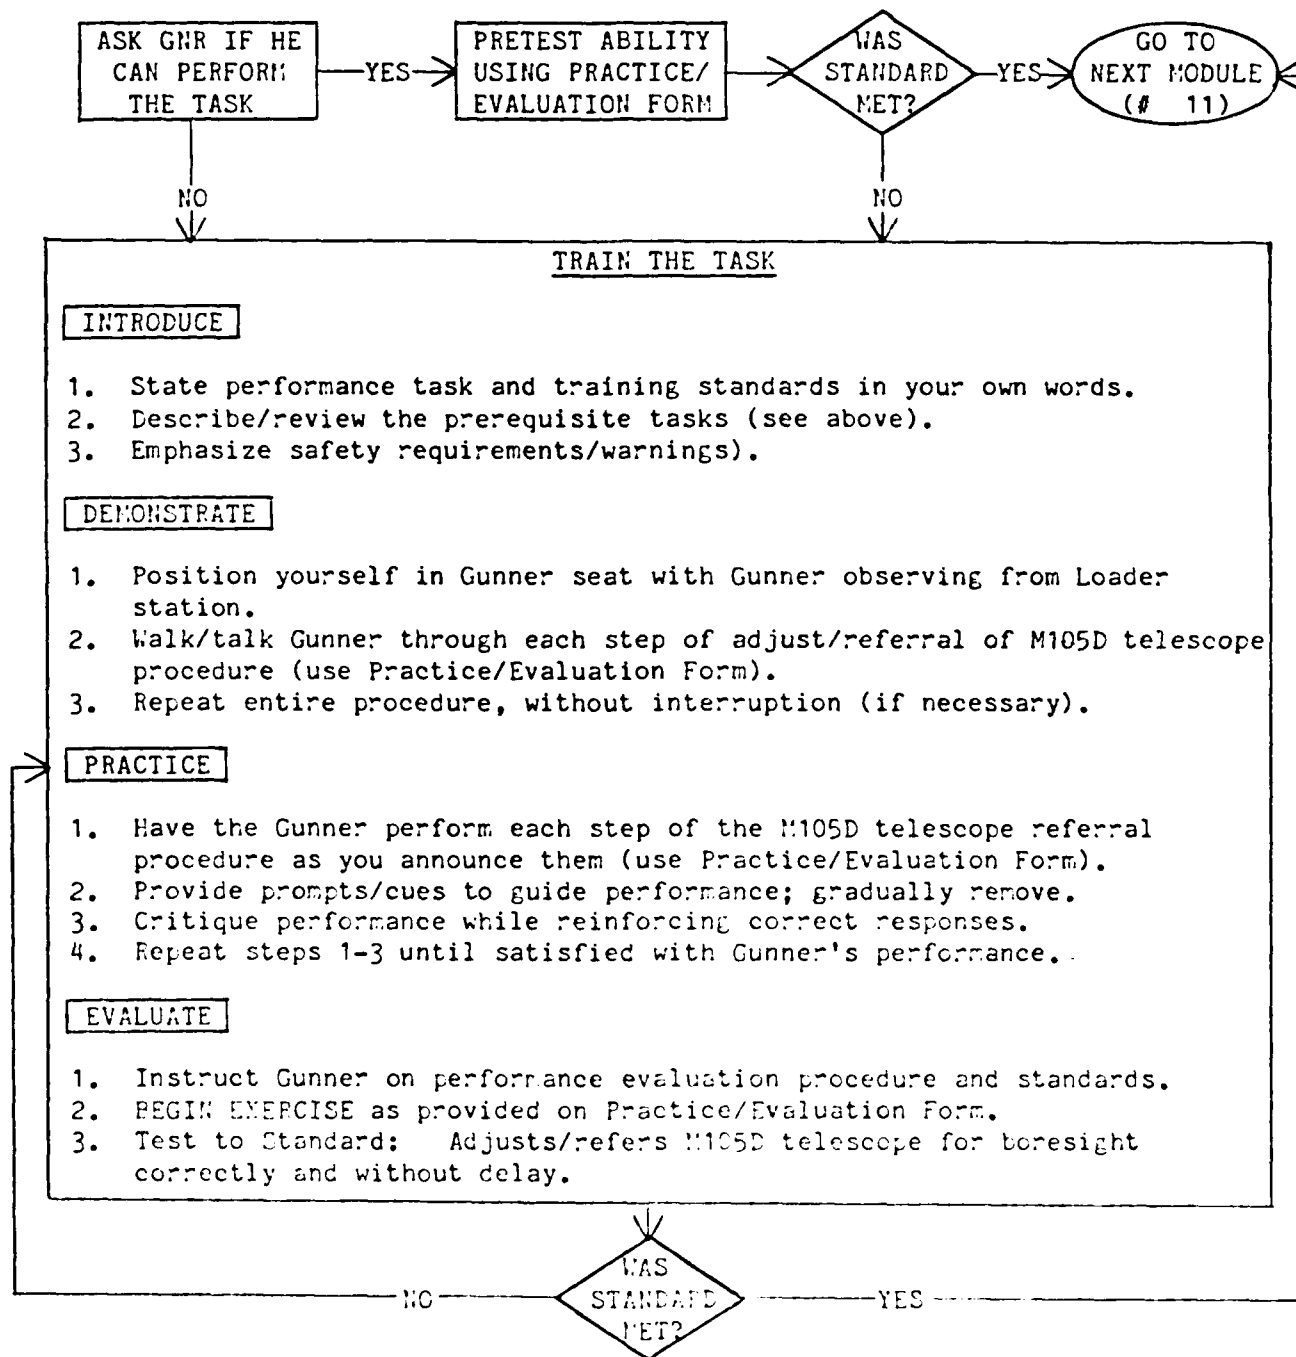 ASK GNR IF HE
CAN PERFORM
THE TASK
YES
PRETEST ABILITY
USING PRACTICE/
EVALUATION FORM
WAS
STANDARD
MET?
YES
GO TO
NEXT MODULE
(# 11)
NO
NO
TRAIN THE TASK
INTRODUCE
1. State performance task and training standards in your own words.
2. Describe/review the prerequisite tasks (see above).
3. Emphasize safety requirements/warnings).
DEMONSTRATE
1. Position yourself in Gunner seat with Gunner observing from Loader
station.
2. Walk/talk Gunner through each step of adjust/referral of M105D telescope
procedure (use Practice/Evaluation Form).
3. Repeat entire procedure, without interruption (if necessary).
PRACTICE
1. Have the Gunner perform each step of the M105D telescope referral
procedure as you announce them (use Practice/Evaluation Form).
2. Provide prompts/cues to guide performance; gradually remove.
3. Critique performance while reinforcing correct responses.
4. Repeat steps 1-3 until satisfied with Gunner's performance.
EVALUATE
1. Instruct Gunner on performance evaluation procedure and standards.
2. BEGIN EXERCISE as provided on Practice/Evaluation Form.
3. Test to Standard: Adjusts/refers M105D telescope for boresight
correctly and without delay.
WAS
STANDARD
MET?
NO
YES